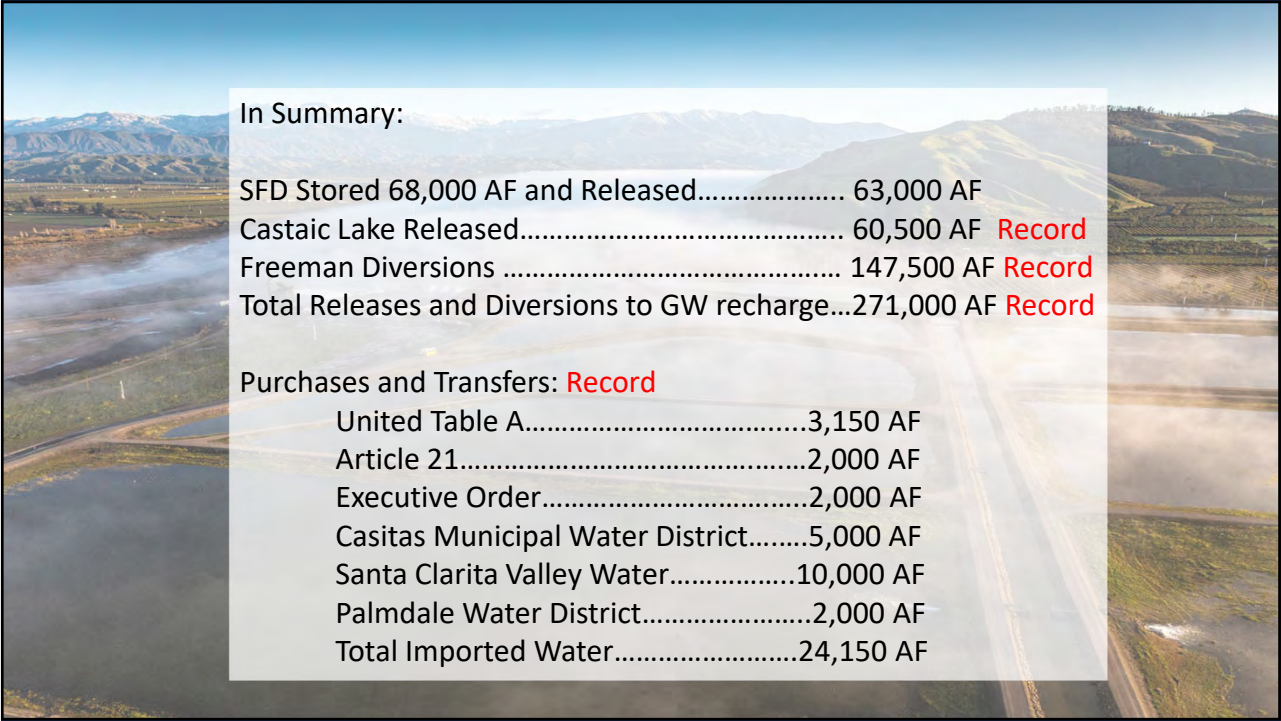 In Summary:
SFD Stored 68,000 AF and Released……………….. 63,000 AF
Castaic Lake Released……………………………………. 60,500 AF Record
Freeman Diversions ………………………………………. 147,500 AF Record
Total Releases and Diversions to GW recharge…271,000 AF Record
Purchases and Transfers: Record
United Table A…………………………….....3,150 AF
Article 21………………………………….….…2,000 AF
Executive Order………………………….…..2,000 AF
Casitas Municipal Water District….….5,000 AF
Santa Clarita Valley Water……………..10,000 AF
Palmdale Water District…………………..2,000 AF
Total Imported Water…………………….24,150 AF